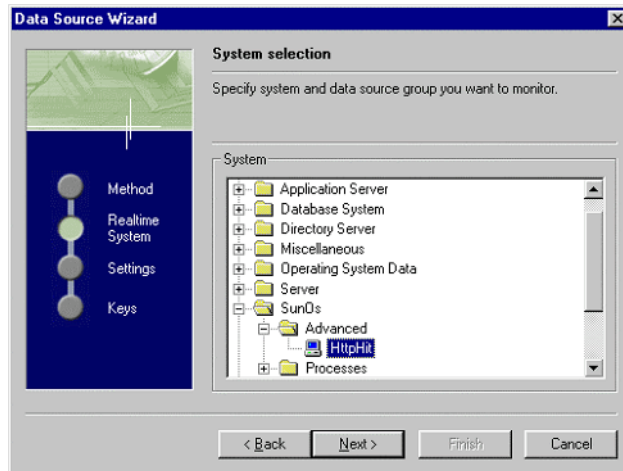 Data Source Wizard
System selection
Specify system and data source group you want to monitor.
Method
Realtime
System
Settings
Keys
System
Application Server
Database System
Directory Server
Miscellaneous
Operating System Data
Server
SunOs
Advanced
HttpHit
Processes
< Back
Next >
Finish
Cancel